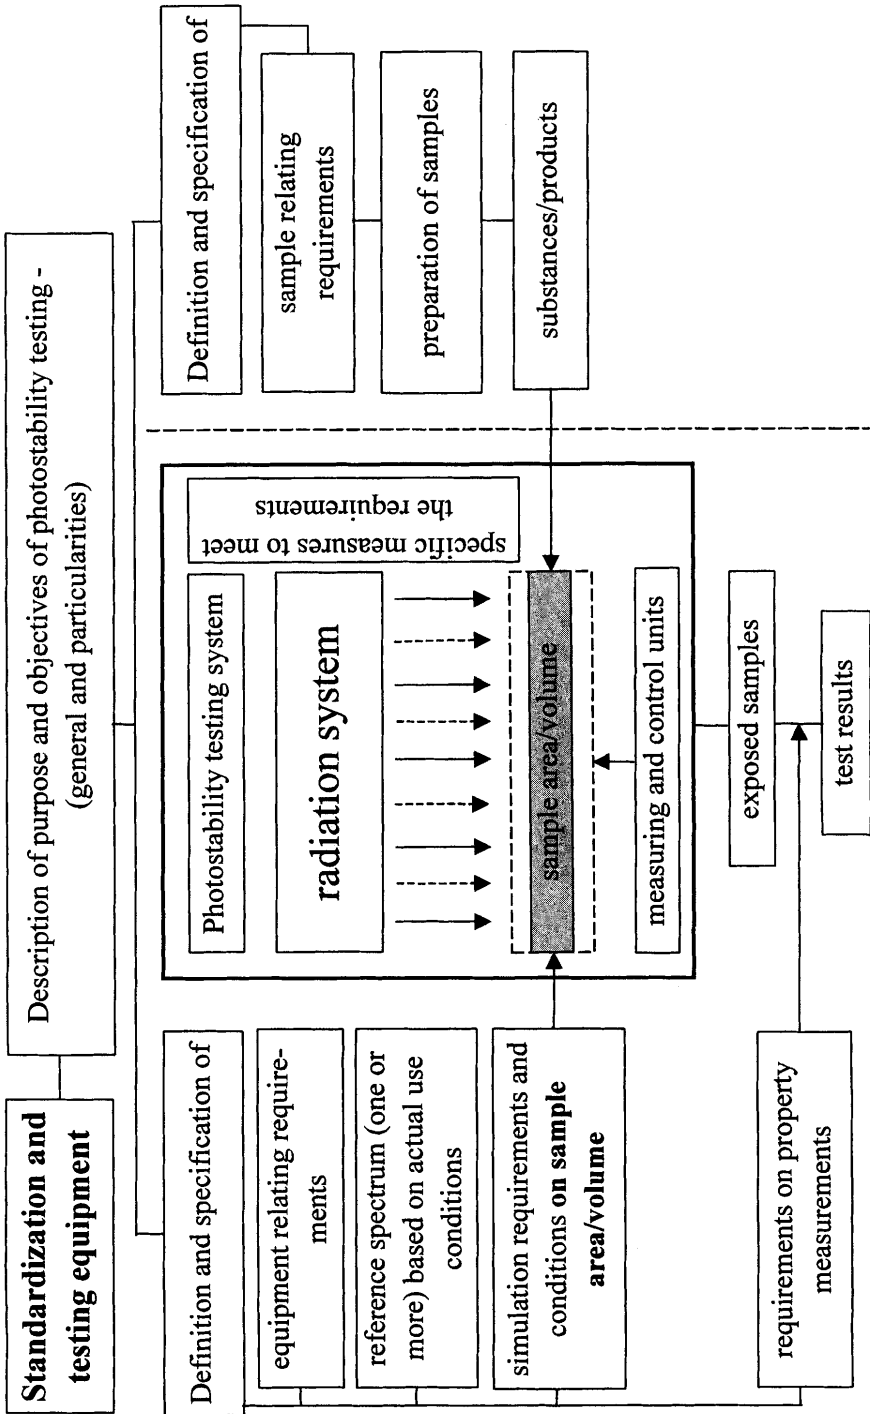 Standardization and
testing equipment
Description of purpose and objectives of photostability testing -
(general and particularities)
Definition and specification of
equipment relating require-
ments
reference spectrum (one or
more) based on actual use
conditions
simulation requirements and
conditions on sample
area/volume
requirements on property
measurements
Photostability testing system
radiation system
specific measures to meet
the requirements
sample area/volume
measuring and control units
exposed samples
test results
Definition and specification of
sample relating
requirements
preparation of samples
substances/products